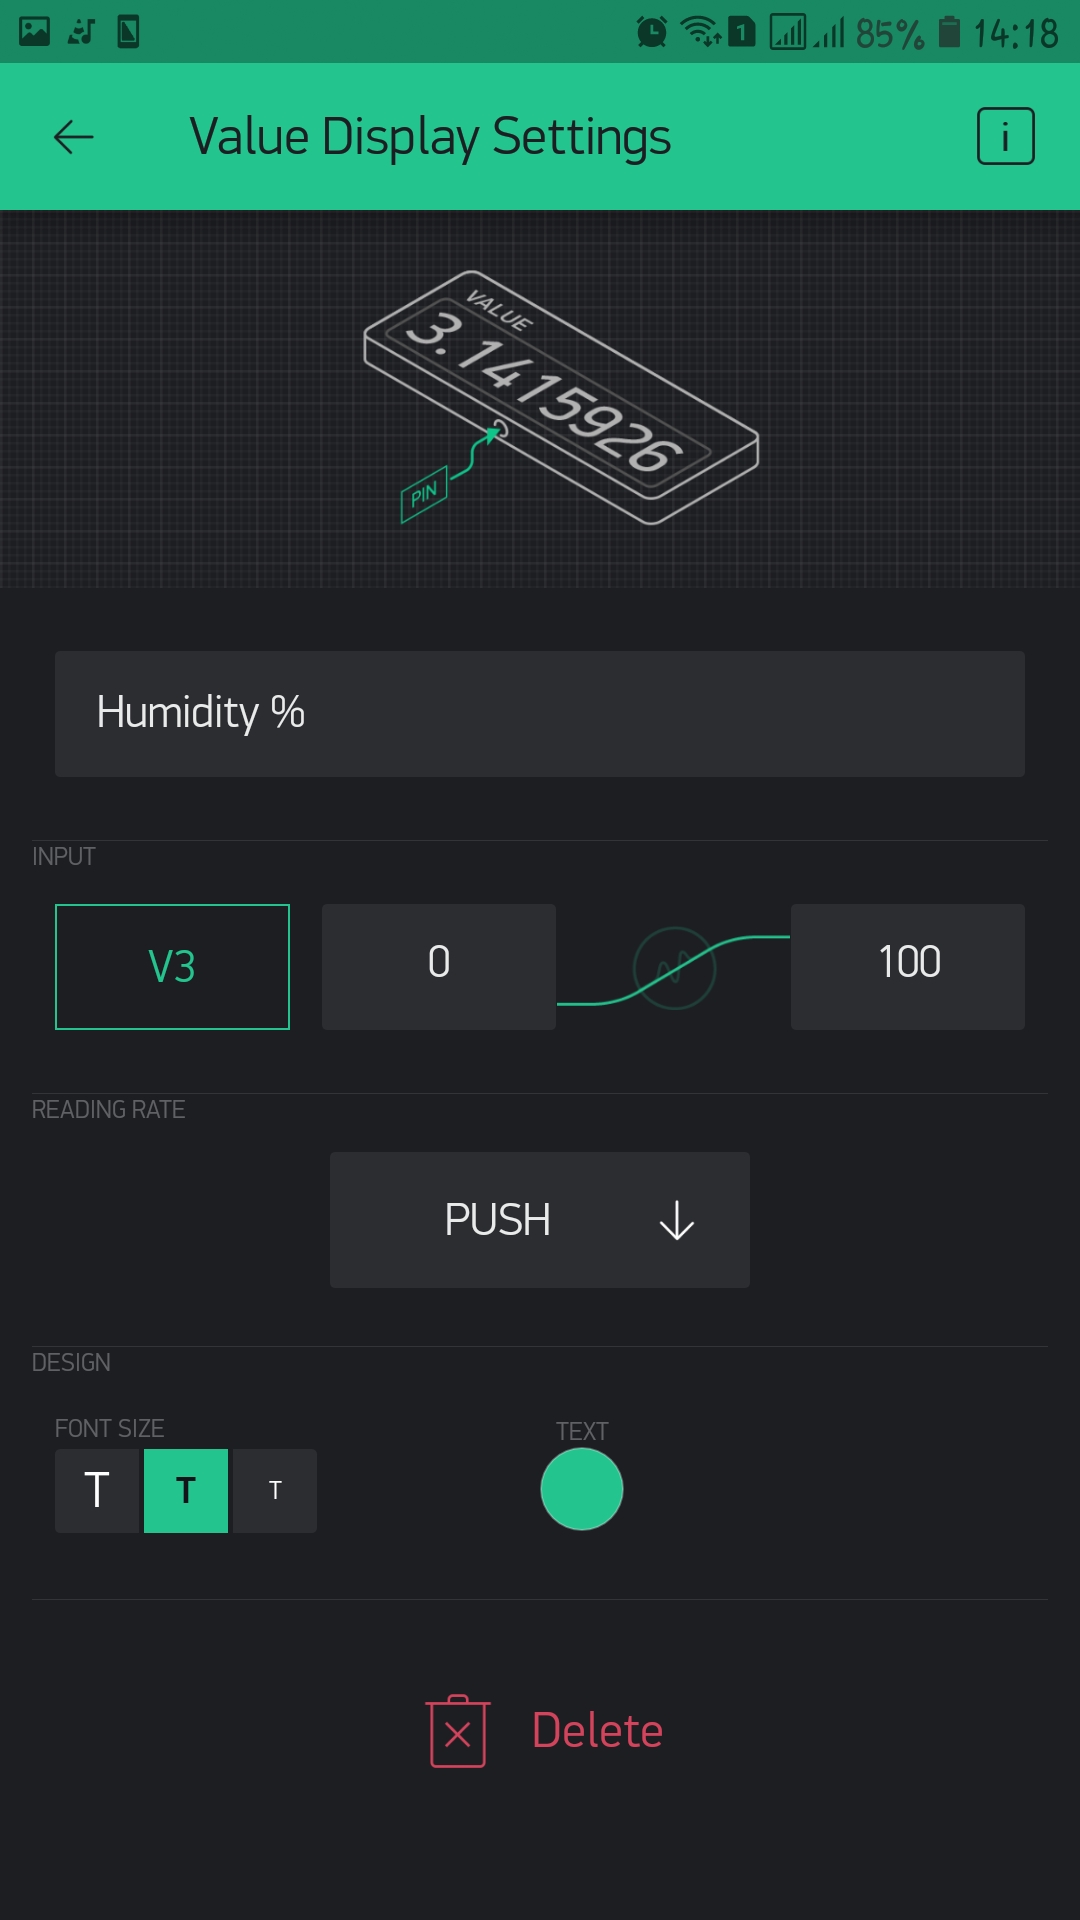 1 85% 14:18
Value Display Settings i
VALUE
3.1415926
PIN
Humidity %
INPUT
V3 0 100
READING RATE
PUSH
DESIGN
FONT SIZE TEXT
T T T
Delete